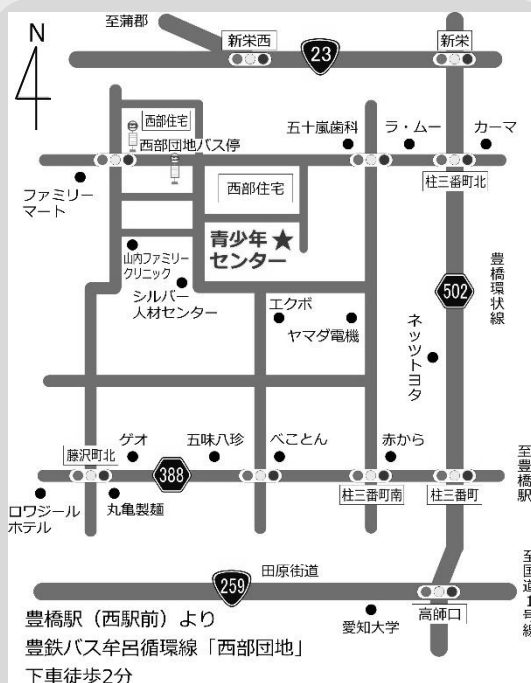 至蒲郡
N
新栄西
23
新栄
西部住宅
西部団地バス停
五十嵐歯科
ラ・ムー
カーマ
ファミリー
マート
西部住宅
柱三番町北
青少年★
センター
山内ファミリー
クリニック
シルバー
人材センター
エクボ
ヤマダ電機
502
豊橋環状線
ネッツトヨタ
藤沢町北
ゲオ
388
五味八珍
べことん
赤から
至豊橋駅
ロワジール
ホテル
丸亀製麺
柱三番町南
柱三番町
259
田原街道
至国道1号線
愛知大学
高師口
豊橋駅（西駅前）より
豊鉄バス牟呂循環線「西部団地」
下車徒歩2分